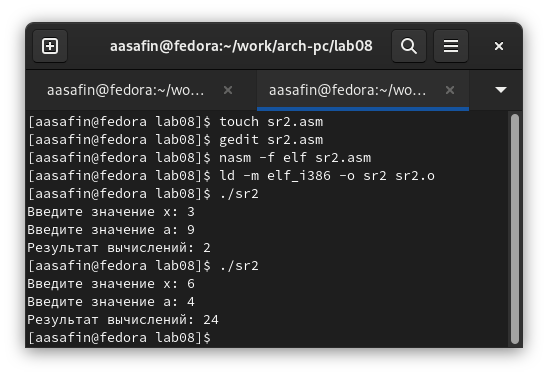 aasafin@fedora:~/work/arch-pc/lab08
aasafin@fedora:~/wo...
aasafin@fedora:~/wo...
[aasafin@fedora lab08]$ touch sr2.asm
[aasafin@fedora lab08]$ gedit sr2.asm
[aasafin@fedora lab08]$ nasm -f elf sr2.asm
[aasafin@fedora lab08]$ ld -m elf_i386 -o sr2 sr2.o
[aasafin@fedora lab08]$ ./sr2
Введите значение x: 3
Введите значение a: 9
Результат вычислений: 2
[aasafin@fedora lab08]$ ./sr2
Введите значение x: 6
Введите значение a: 4
Результат вычислений: 24
[aasafin@fedora lab08]$